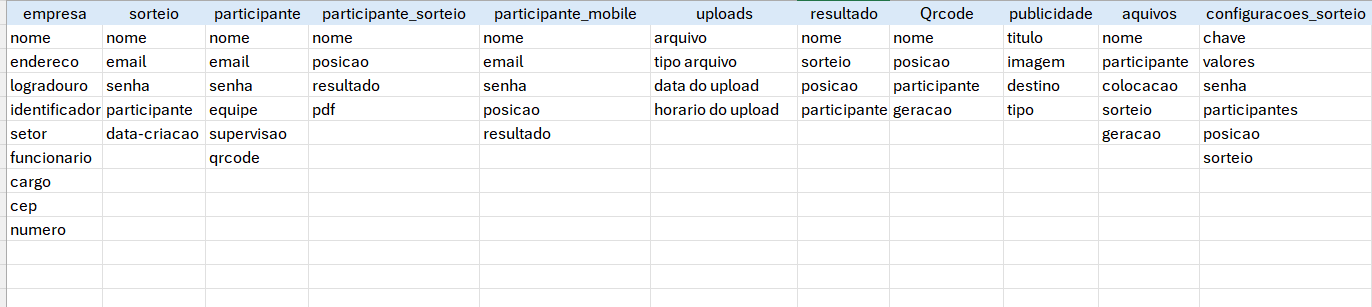 empresa sorteio participante participante_sorteio participante_mobile uploads resultado Qrcode publicidade aquivos configuracoes_sorteio
nome nome nome nome nome arquivo nome nome titulo nome chave
endereco email email posicao email tipo arquivo sorteio posicao imagem participante valores
logradouro senha senha resultado senha data do upload posicao participante destino colocacao senha
identificador participante equipe pdf posicao horario do upload participante geracao tipo sorteio participantes
setor data-criacao supervisao resultado geracao posicao
funcionario qrcode sorteio
cargo
cep
numero